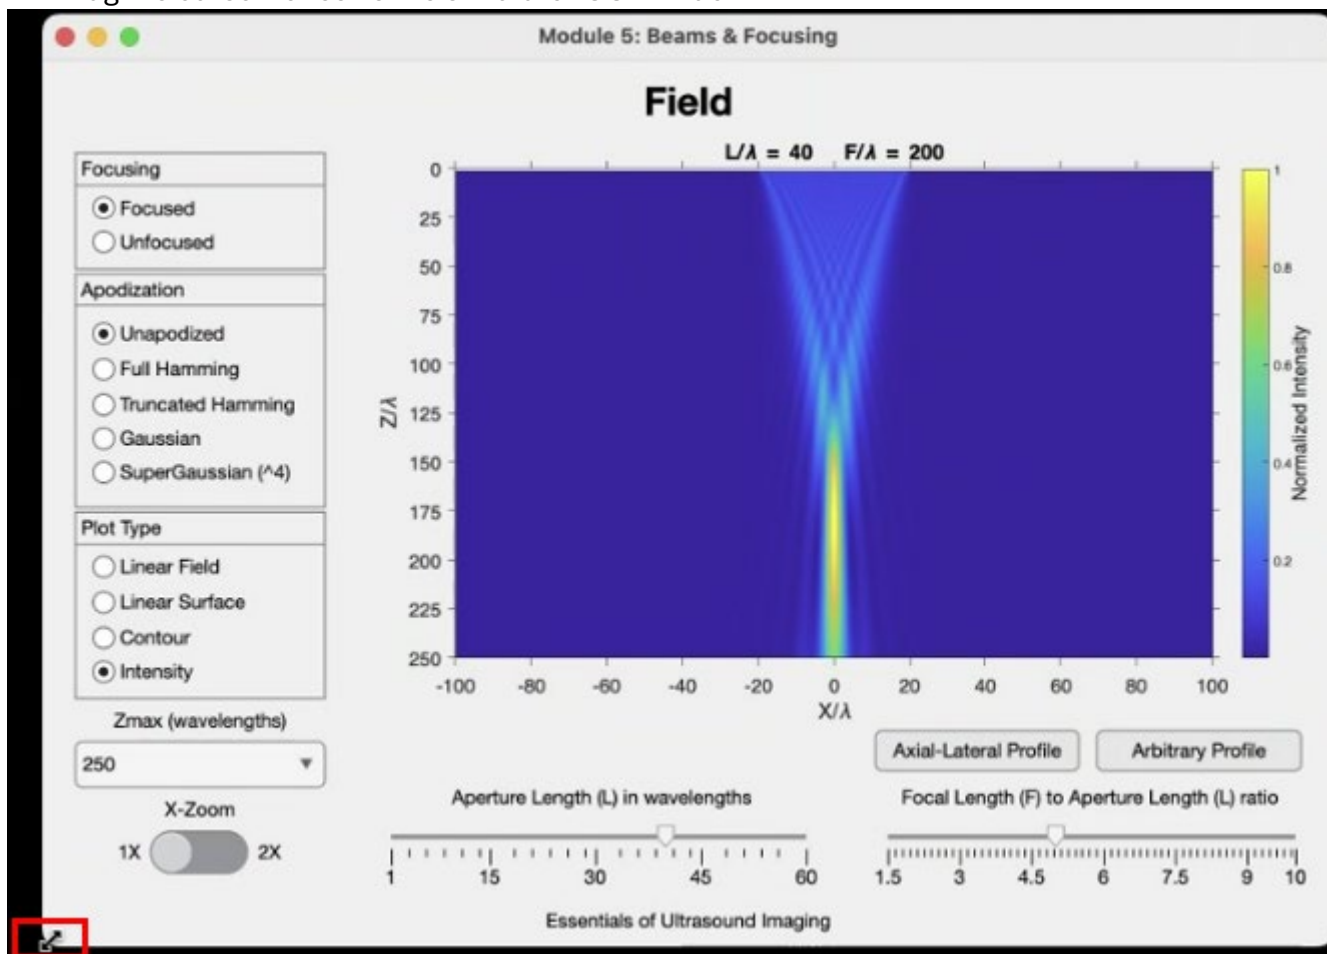 Module 5: Beams & Focusing
Field
L/λ = 40 F/λ = 200
Focusing
Focused
Unfocused
Apodization
Unapodized
Full Hamming
Truncated Hamming
Gaussian
SuperGaussian (^4)
Plot Type
Linear Field
Linear Surface
Contour
Intensity
Zmax (wavelengths)
250
X-Zoom
1X 2X
0
25
50
75
100
125
150
175
200
225
250
Z/λ
-100 -80 -60 -40 -20 0 20 40 60 80 100
X/λ
1
0.8
0.6
0.4
0.2
Normalized Intensity
Axial-Lateral Profile Arbitrary Profile
Aperture Length (L) in wavelengths
1 15 30 45 60
Focal Length (F) to Aperture Length (L) ratio
1.5 3 4.5 6 7.5 9 10
Essentials of Ultrasound Imaging